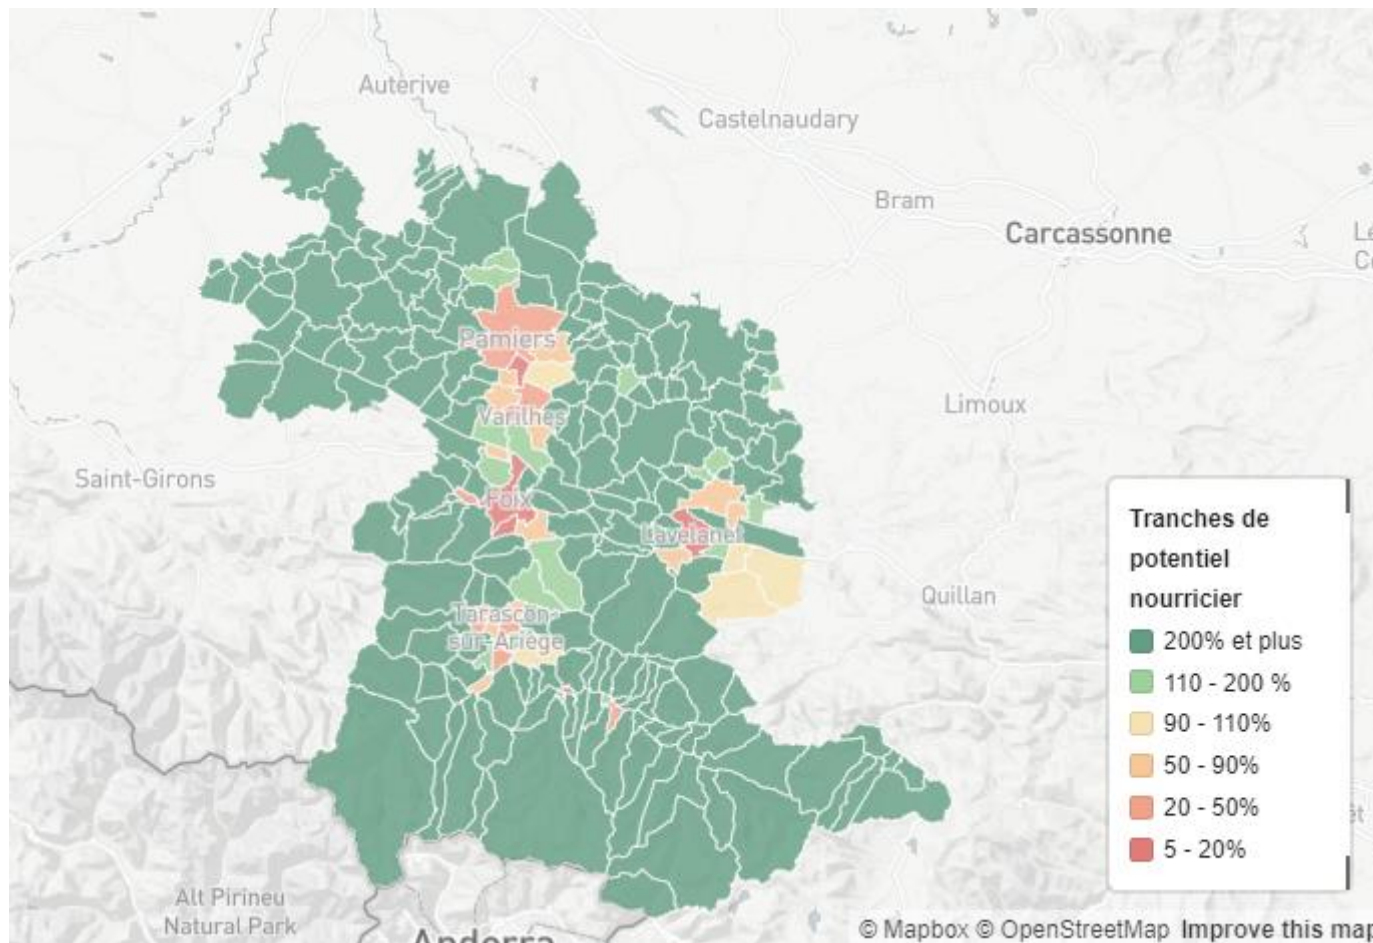 Auterive
Castelnaudary
Bram
Carcassonne
Pamiers
Limoux
Varilhes
Saint-Girons
Foix
Lavelanet
Quillan
Tarascon-
sur-Ariège
Alt Pirineu
Natural Park
Andorra
Tranches de
potentiel
nourricier
200% et plus
110 - 200 %
90 - 110%
50 - 90%
20 - 50%
5 - 20%
© Mapbox © OpenStreetMap Improve this map